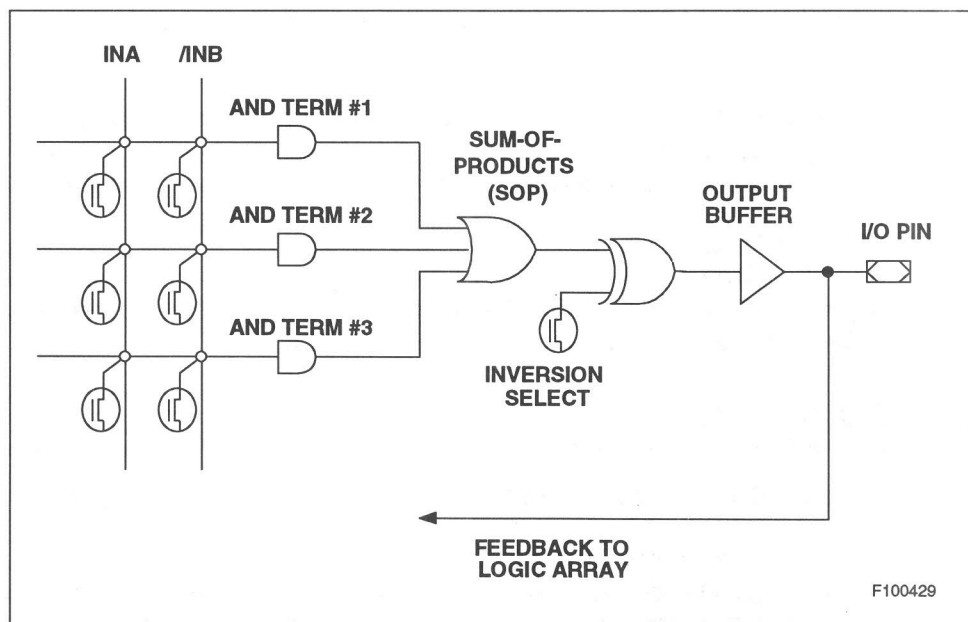 INA
/INB
AND TERM #1
AND TERM #2
AND TERM #3
SUM-OF-
PRODUCTS
(SOP)
INVERSION
SELECT
OUTPUT
BUFFER
I/O PIN
FEEDBACK TO
LOGIC ARRAY
F100429